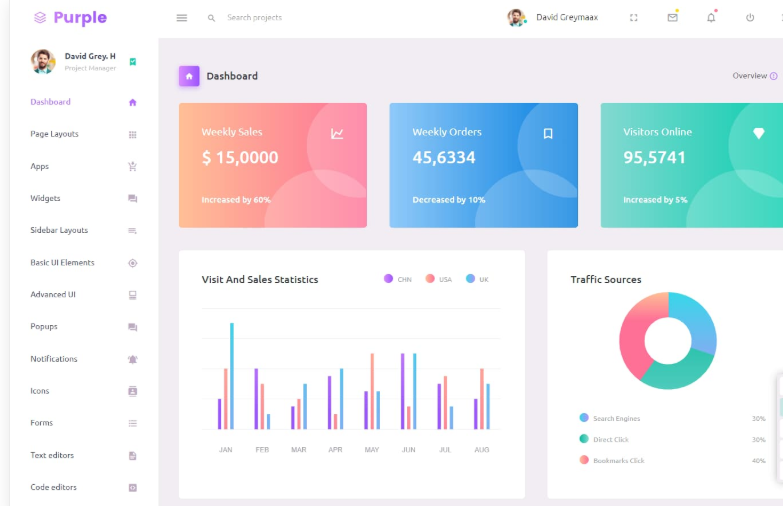 Purple
Search projects
David Greymaax
David Grey. H
Project Manager
Dashboard
Page Layouts
Apps
Widgets
Sidebar Layouts
Basic UI Elements
Advanced UI
Popups
Notifications
Icons
Forms
Text editors
Code editors
Dashboard
Overview
Weekly Sales
$ 15,0000
Increased by 60%
Weekly Orders
45,6334
Decreased by 10%
Visitors Online
95,5741
Increased by 5%
Visit And Sales Statistics
CHN USA UK
JAN FEB MAR APR MAY JUN JUL AUG
Traffic Sources
Search Engines 30%
Direct Click 30%
Bookmarks Click 40%